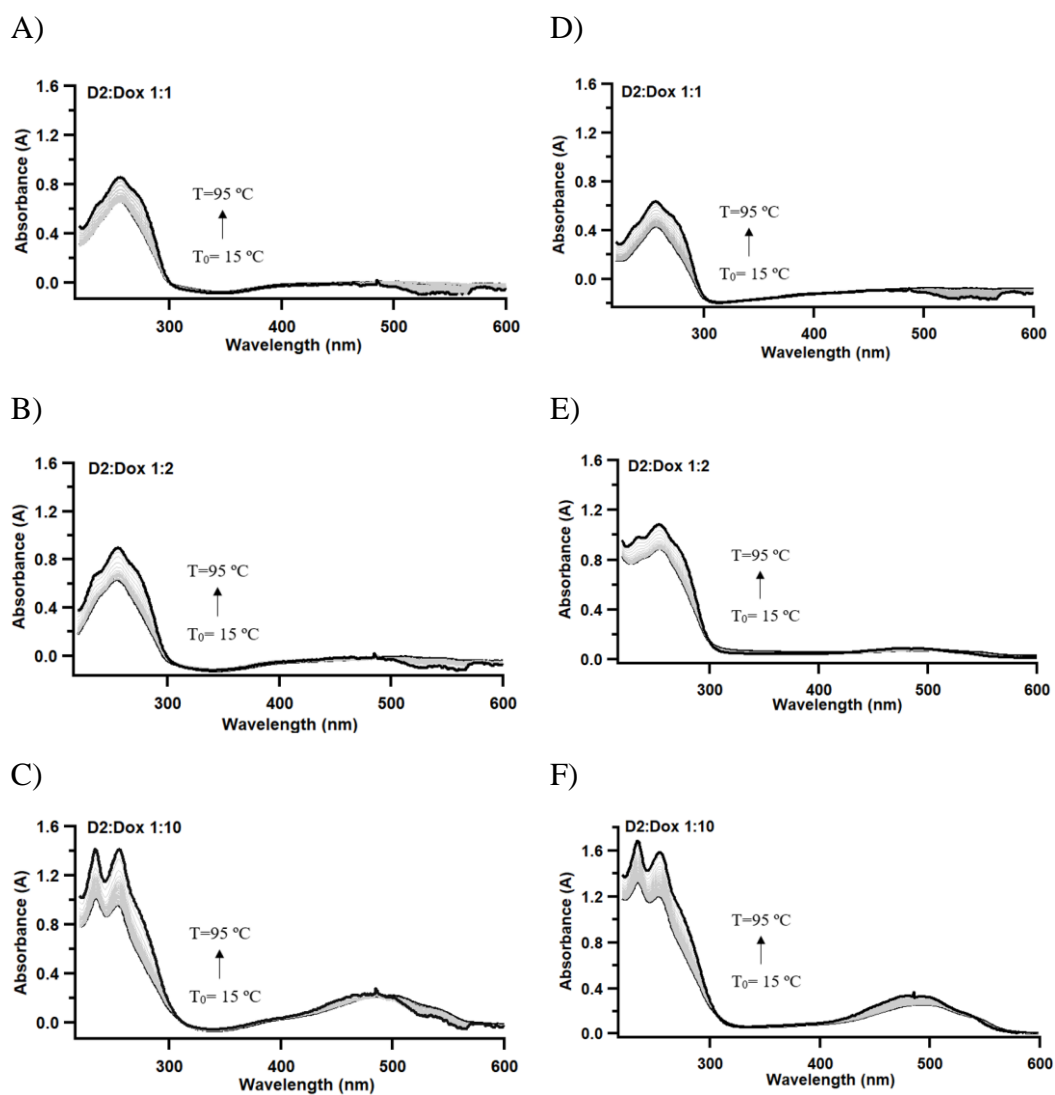 A)
D2:Dox 1:1
1.6
1.2
0.8
0.4
0.0
Absorbance (A)
T=95 ºC
T₀= 15 ºC
300 400 500 600
Wavelength (nm)
D)
D2:Dox 1:1
1.6
1.2
0.8
0.4
0.0
Absorbance (A)
T=95 ºC
T₀= 15 ºC
300 400 500 600
Wavelength (nm)
B)
D2:Dox 1:2
1.6
1.2
0.8
0.4
0.0
Absorbance (A)
T=95 ºC
T₀= 15 ºC
300 400 500 600
Wavelength (nm)
E)
D2:Dox 1:2
1.6
1.2
0.8
0.4
0.0
Absorbance (A)
T=95 ºC
T₀= 15 ºC
300 400 500 600
Wavelength (nm)
C)
D2:Dox 1:10
1.6
1.2
0.8
0.4
0.0
Absorbance (A)
T=95 ºC
T₀= 15 ºC
300 400 500 600
Wavelength (nm)
F)
D2:Dox 1:10
1.6
1.2
0.8
0.4
0.0
Absorbance (A)
T=95 ºC
T₀= 15 ºC
300 400 500 600
Wavelength (nm)